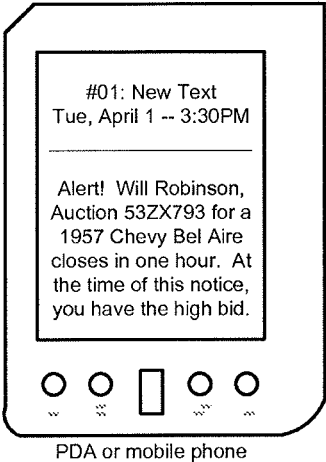 #01: New Text
Tue, April 1 -- 3:30PM
Alert! Will Robinson,
Auction 53ZX793 for a
1957 Chevy Bel Aire
closes in one hour. At
the time of this notice,
you have the high bid.
PDA or mobile phone